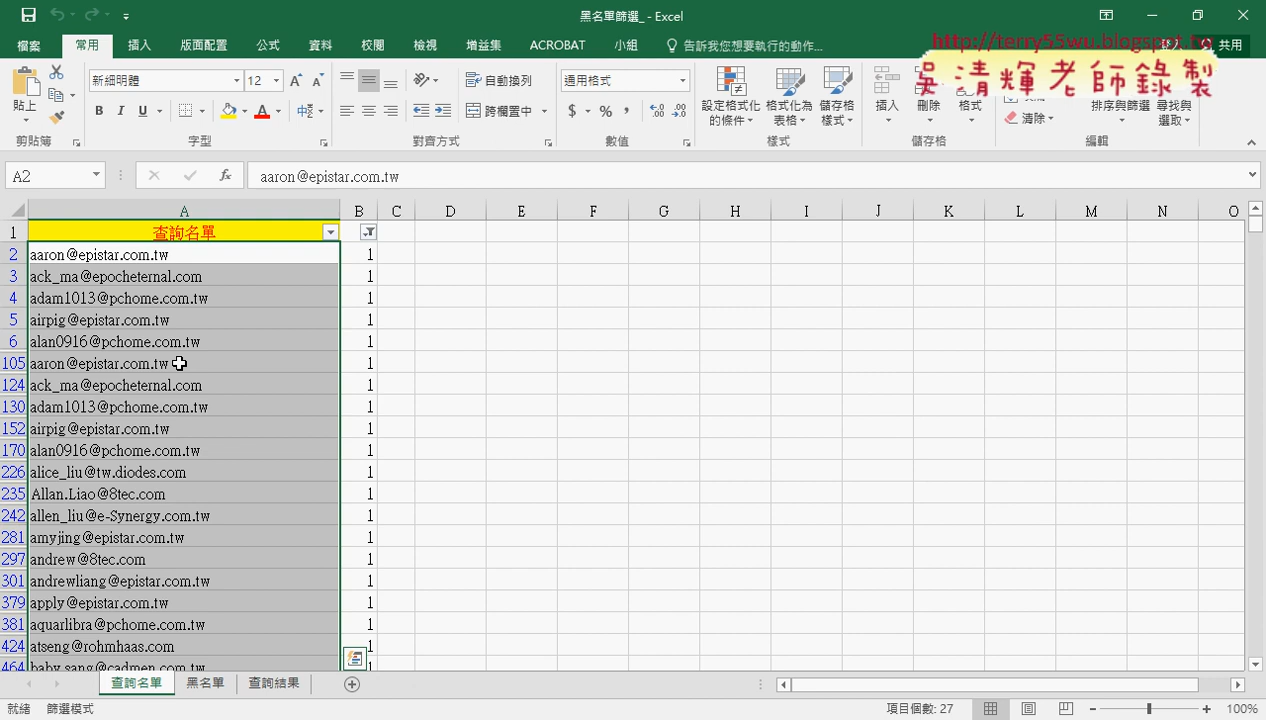 黑名單篩選_ - Excel
http://terry55wu.blogspot.t
吳清輝老師錄製
檔案 常用 插入 版面配置 公式 資料 校閱 檢視 增益集 ACROBAT 小組 告訴我您想要執行的動作... 共用
貼上 新細明體 12 自動換列 通用格式 設定格式化的條件 格式化為表格 儲存格樣式 插入 刪除 格式 排序與篩選 尋找與選取
B I U 跨欄置中 $ % 清除
剪貼簿 字型 對齊方式 數值 樣式 儲存格 編輯
A2 fx aaron@epistar.com.tw
A B C D E F G H I J K L M N O
1 查詢名單
2 aaron@epistar.com.tw 1
3 ack_ma@epocheternal.com 1
4 adam1013@pchome.com.tw 1
5 airpig@epistar.com.tw 1
6 alan0916@pchome.com.tw 1
105 aaron@epistar.com.tw 1
124 ack_ma@epocheternal.com 1
130 adam1013@pchome.com.tw 1
152 airpig@epistar.com.tw 1
170 alan0916@pchome.com.tw 1
226 alice_liu@tw.diodes.com 1
235 Allan.Liao@8tec.com 1
242 allen_liu@e-Synergy.com.tw 1
281 amyjing@epistar.com.tw 1
297 andrew@8tec.com 1
301 andrewliang@epistar.com.tw 1
379 apply@epistar.com.tw 1
381 aquarlibra@pchome.com.tw 1
424 atseng@rohmhaas.com 1
464 baby.sang@cadmen.com.tw 1
查詢名單 黑名單 查詢結果
就緒 篩選模式 項目個數: 27 100%